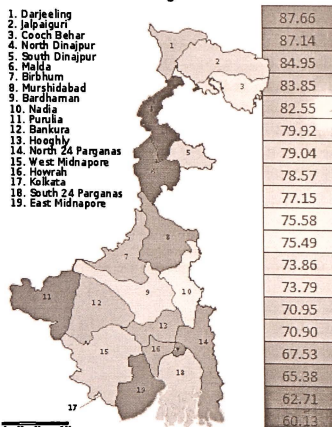 1. Darjeeling
2. Jalpaiguri
3. Cooch Behar
4. North Dinajpur
5. South Dinajpur
6. Malda
7. Birbhum
8. Murshidabad
9. Bardhaman
10. Nadia
11. Purulia
12. Bankura
13. Hooghly
14. North 24 Parganas
15. West Midnapore
16. Howrah
17. Kolkata
18. South 24 Parganas
19. East Midnapore
1
2
3
5
8
7
11
12
9
10
13
14
15
16
18
19
17
87.66
87.14
84.95
83.85
82.55
79.92
79.04
78.57
77.15
75.58
75.49
73.86
73.79
70.95
70.90
67.53
65.38
62.71
60.13